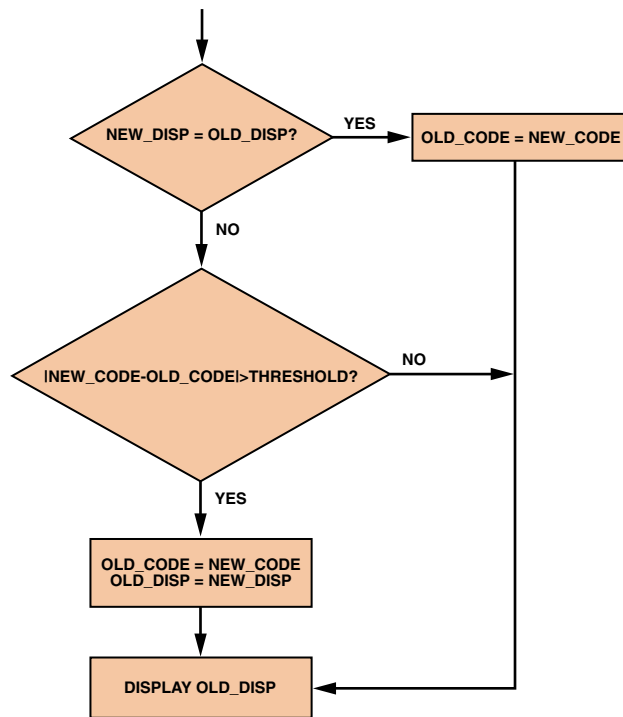 NEW_DISP = OLD_DISP?
YES
OLD_CODE = NEW_CODE
NO
|NEW_CODE-OLD_CODE|>THRESHOLD?
NO
YES
OLD_CODE = NEW_CODE
OLD_DISP = NEW_DISP
DISPLAY OLD_DISP